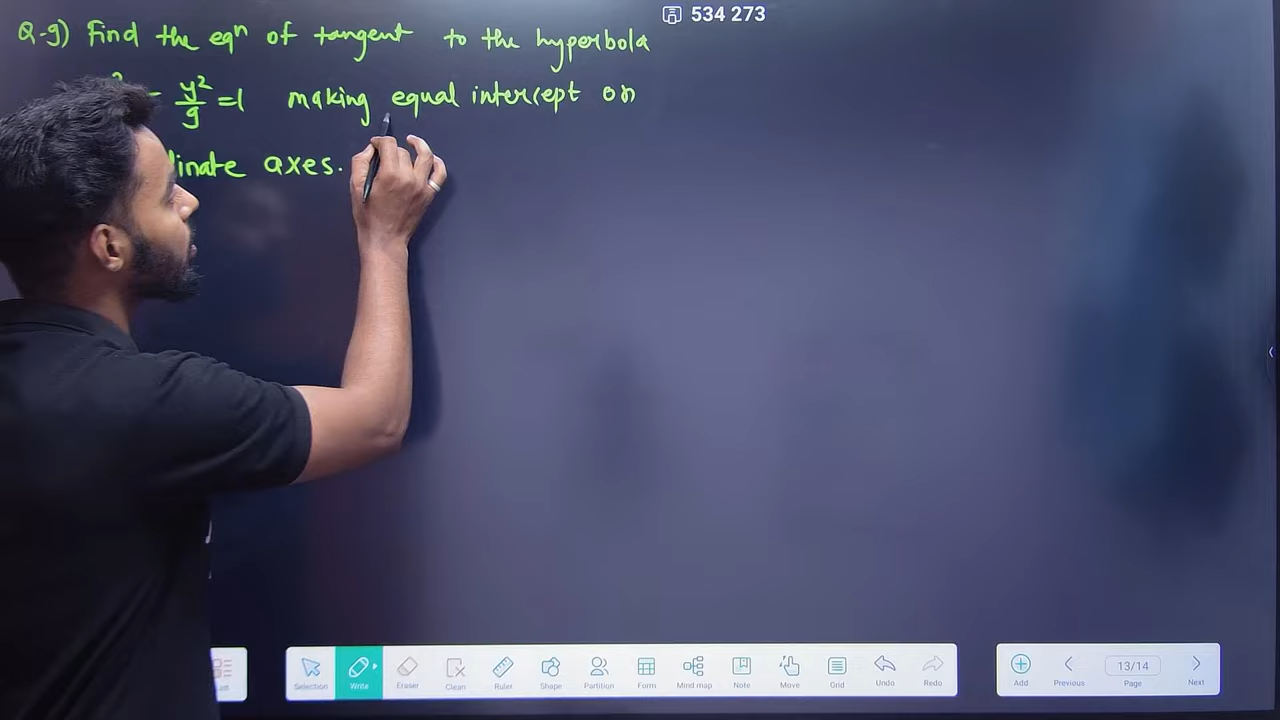 534 273
Q-9) Find the eqn of tangent to the hyperbola
- y²/9 = 1 making equal intercept on
axes.
Selection Write Eraser Clean Ruler Shape Partition Form Mind map Note Move Grid Undo Redo
Add Previous 13/14 Page Next